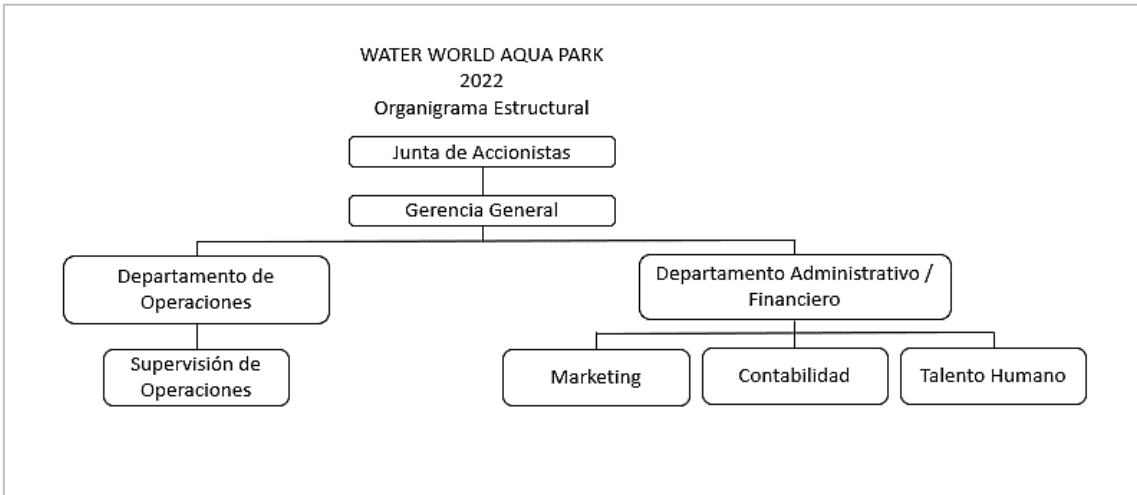 WATER WORLD AQUA PARK
2022
Organigrama Estructural
Junta de Accionistas
Gerencia General
Departamento de
Operaciones
Departamento Administrativo /
Financiero
Supervisión de
Operaciones
Marketing
Contabilidad
Talento Humano